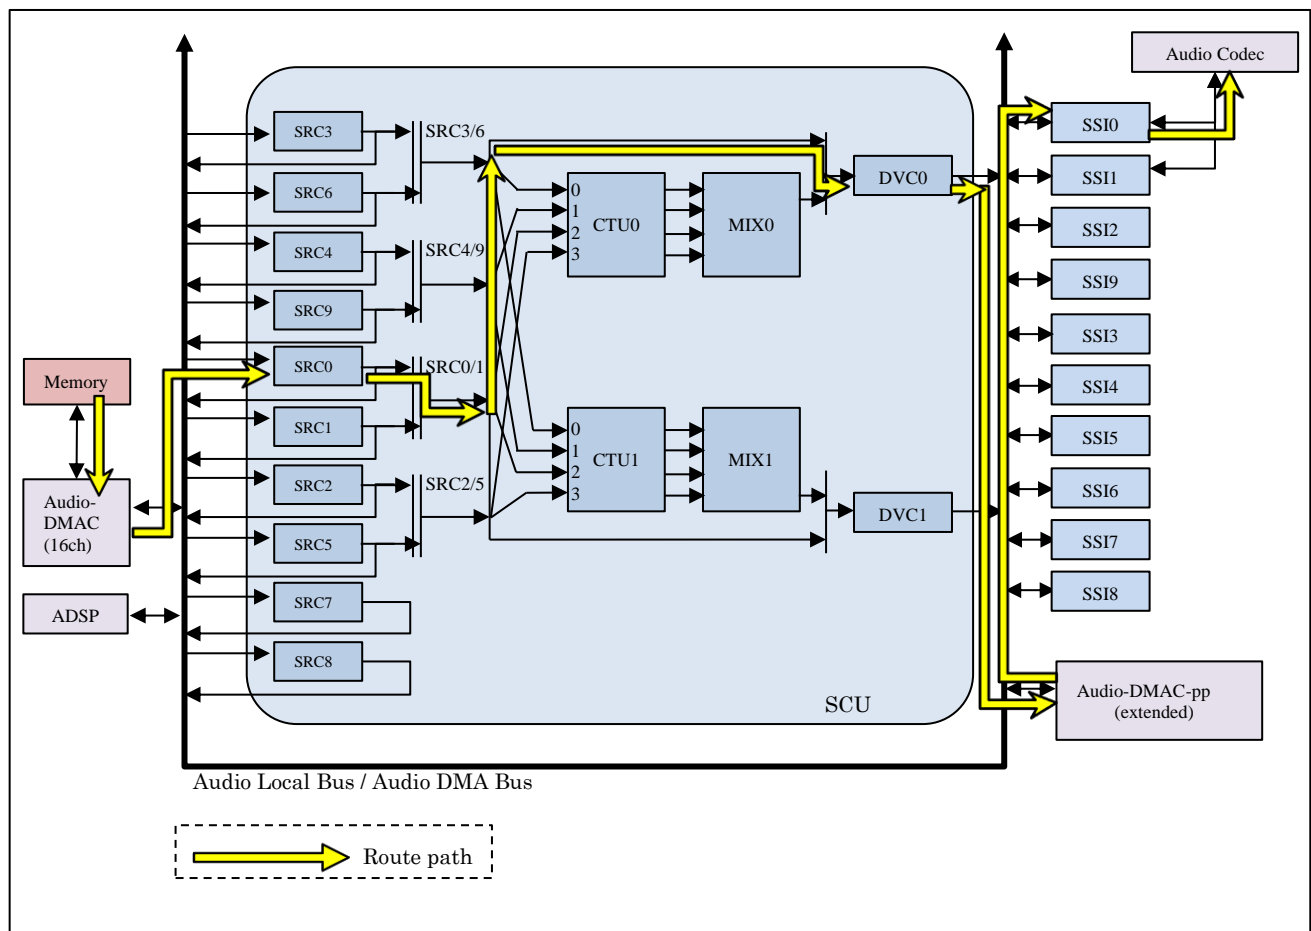 Audio Codec
SRC3
SRC3/6
SSI0
SRC6
DVC0
SSI1
0
1
2
3
CTU0
MIX0
SSI2
SRC4
SRC4/9
SSI9
SRC9
SSI3
Memory
SRC0
SRC0/1
SSI4
SRC1
0
1
2
3
CTU1
MIX1
SSI5
SRC2
SRC2/5
SSI6
Audio-
DMAC
(16ch)
DVC1
SRC5
SSI7
ADSP
SRC7
SSI8
SRC8
SCU
Audio-DMAC-pp
(extended)
Audio Local Bus / Audio DMA Bus
Route path